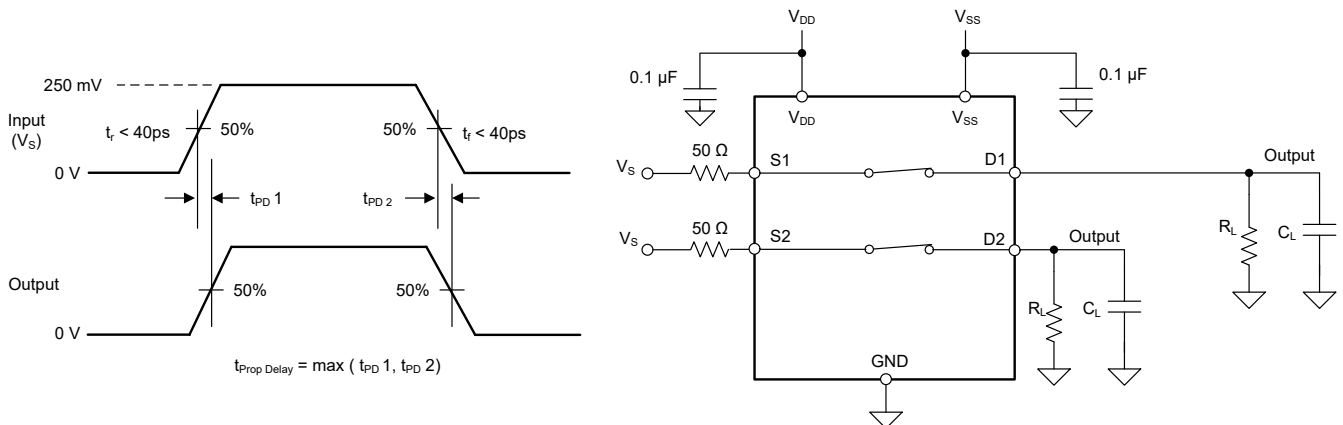 250 mV
Input
(VS)
tr < 40ps
50%
50%
tf < 40ps
0 V
tPD 1
tPD 2
Output
50%
50%
0 V
tProp Delay = max ( tPD 1, tPD 2)
VDD
VSS
0.1 µF
0.1 µF
VDD
VSS
50 Ω
VS
S1
D1
Output
50 Ω
VS
S2
D2
Output
RL
CL
RL
CL
GND